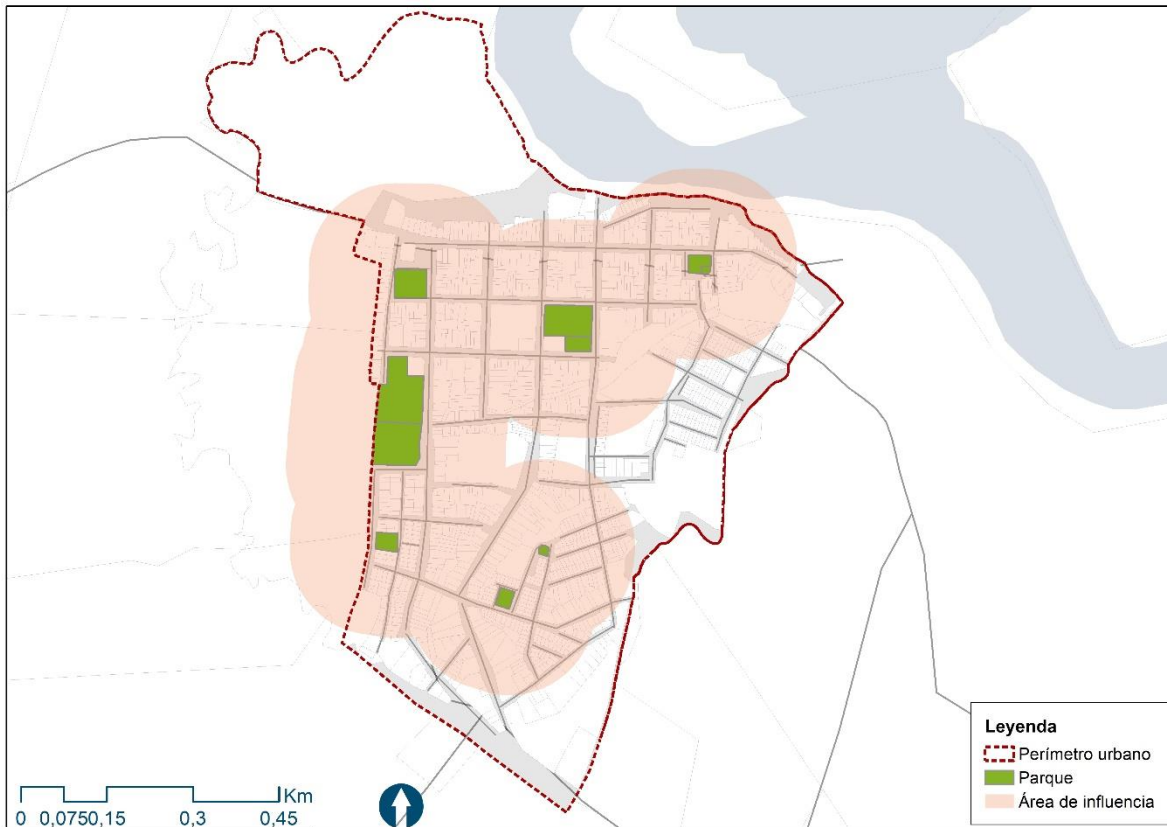 Leyenda
Perímetro urbano
Parque
Área de influencia
Km
0 0,0750,15 0,3 0,45